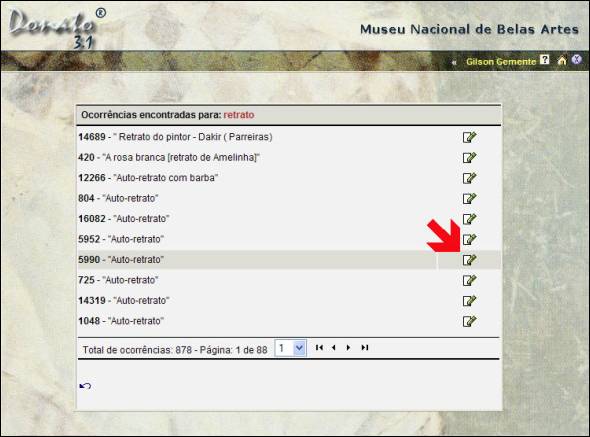 Donato®
3.1
Museu Nacional de Belas Artes
« Gilson Gemente ?
Ocorrências encontradas para: retrato
14689 - " Retrato do pintor - Dakir ( Parreiras)
420 - "A rosa branca [retrato de Amelinha]"
12266 - "Auto-retrato com barba"
804 - "Auto-retrato"
16082 - "Auto-retrato"
5952 - "Auto-retrato"
5990 - "Auto-retrato"
725 - "Auto-retrato"
14319 - "Auto-retrato"
1048 - "Auto-retrato"
Total de ocorrências: 878 - Página: 1 de 88 1